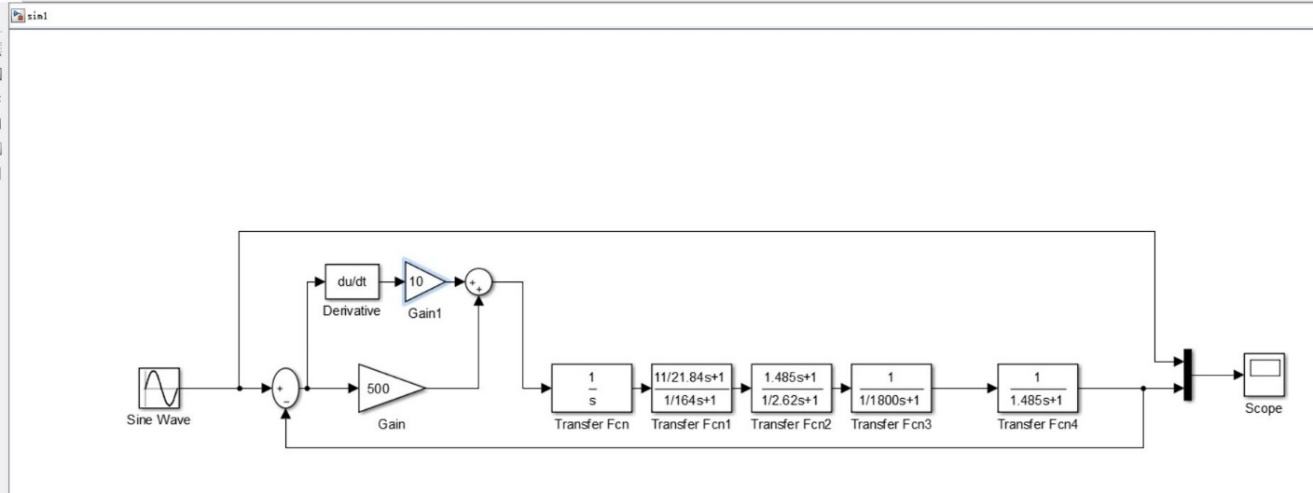 sim1
du/dt
10
+
+
Derivative
Gain1
+
−
500
1
s
11/21.84s+1
1/164s+1
1.485s+1
1/2.62s+1
1
1/1800s+1
1
1.485s+1
Sine Wave
Gain
Transfer Fcn
Transfer Fcn1
Transfer Fcn2
Transfer Fcn3
Transfer Fcn4
Scope